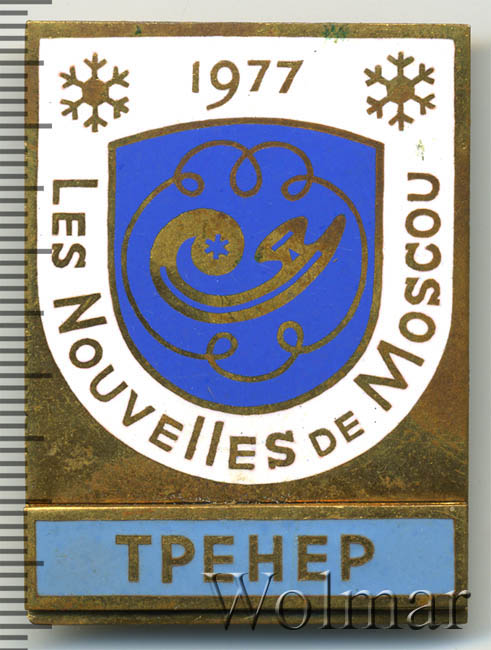 1977
LES NOUVELLES DE MOSCOU
ТРЕНЕР
Wolmar